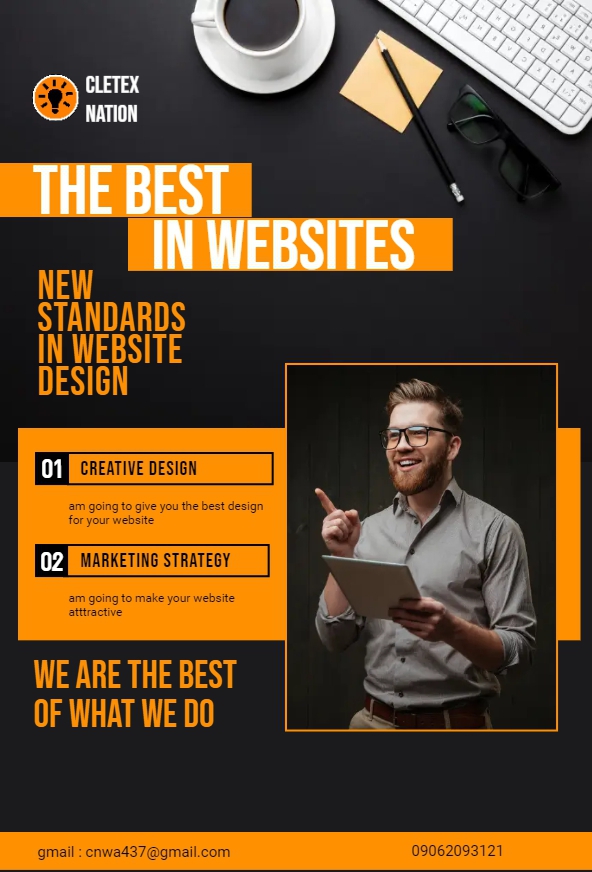 CLETEX
NATION
THE BEST
IN WEBSITES
NEW
STANDARDS
IN WEBSITE
DESIGN
01 CREATIVE DESIGN
am going to give you the best design
for your website
02 MARKETING STRATEGY
am going to make your website
atttractive
WE ARE THE BEST
OF WHAT WE DO
gmail : cnwa437@gmail.com 09062093121